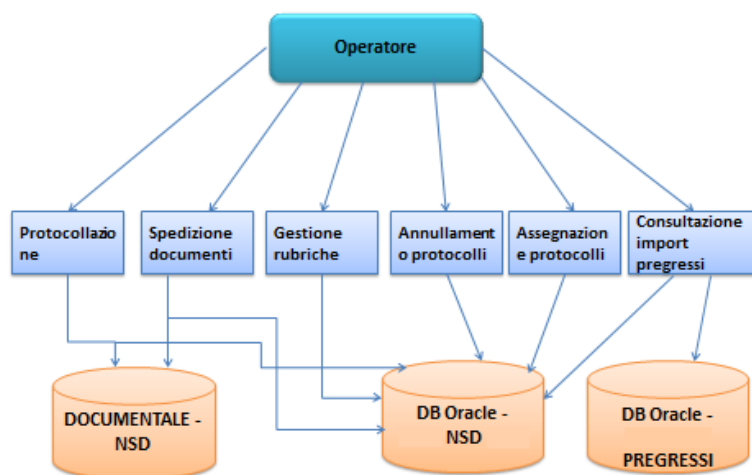 Operatore
Protocollazio
ne
Spedizione
documenti
Gestione
rubriche
Annullament
o protocolli
Assegnazion
e protocolli
Consultazione
import
pregressi
DOCUMENTALE -
NSD
DB Oracle -
NSD
DB Oracle -
PREGRESSI